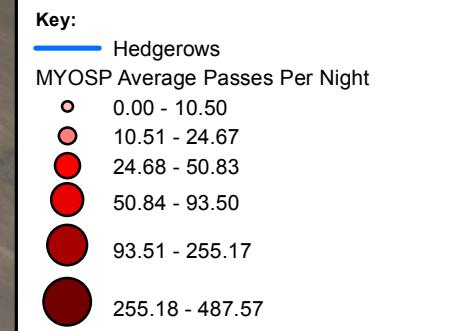 Key:
Hedgerows
MYOSP Average Passes Per Night
0.00 - 10.50
10.51 - 24.67
24.68 - 50.83
50.84 - 93.50
93.51 - 255.17
255.18 - 487.57